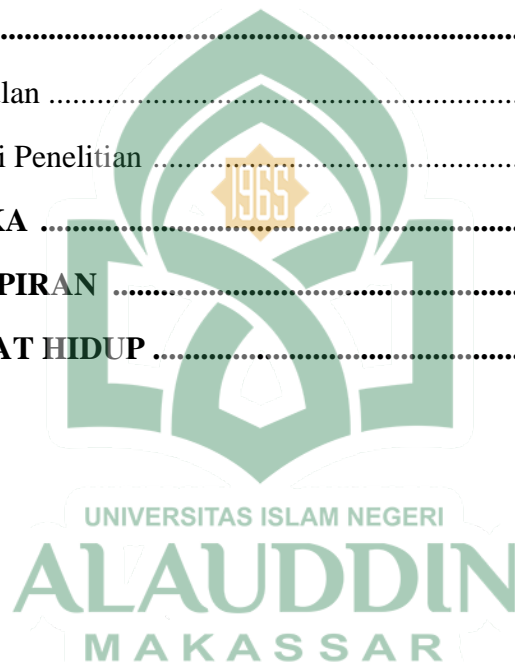 ............................................................
lan ............................................................
i Penelitian ..................................................
1965
KA ............................................................
PIRAN .......................................................
AT HIDUP ..................................................
UNIVERSITAS ISLAM NEGERI
ALAUDDIN
MAKASSAR